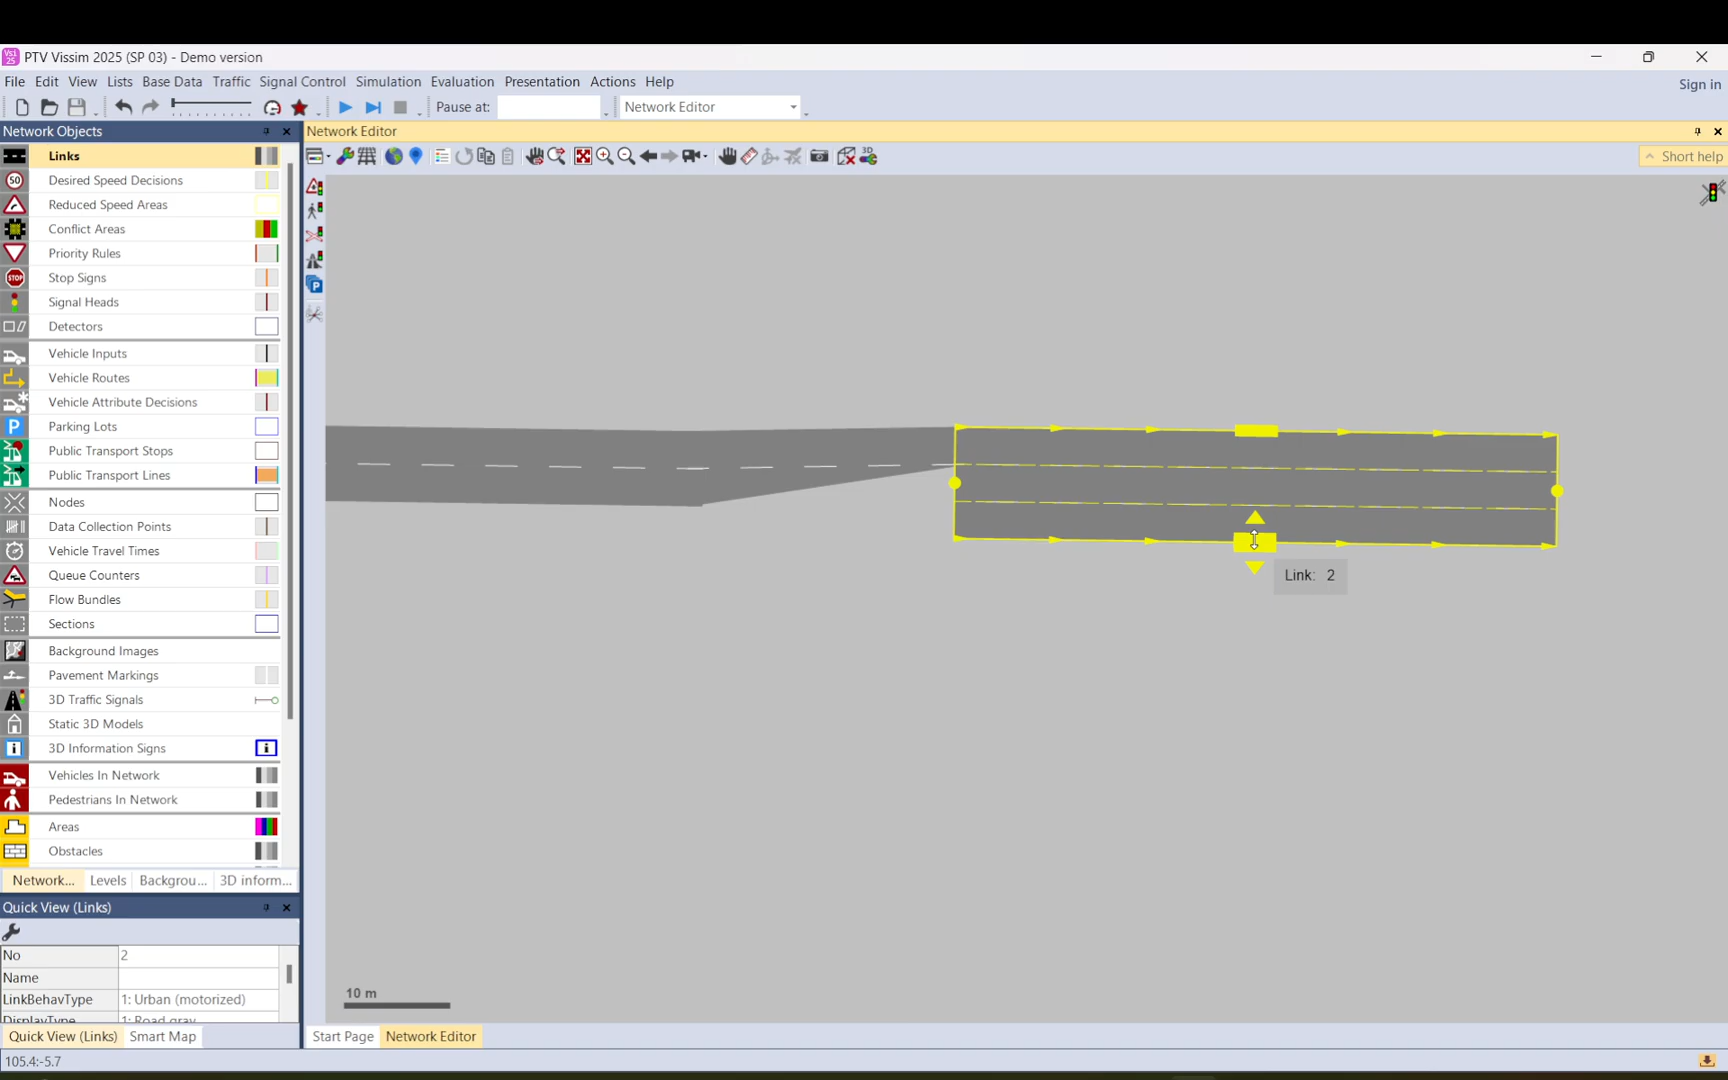 PTV Vissim 2025 (SP 03) - Demo version
File Edit View Lists Base Data Traffic Signal Control Simulation Evaluation Presentation Actions Help
Sign in
Pause at:
Network Editor
Network Objects
Network Editor
Short help
Links
Desired Speed Decisions
Reduced Speed Areas
Conflict Areas
Priority Rules
Stop Signs
Signal Heads
Detectors
Vehicle Inputs
Vehicle Routes
Vehicle Attribute Decisions
Parking Lots
Public Transport Stops
Public Transport Lines
Nodes
Data Collection Points
Vehicle Travel Times
Queue Counters
Flow Bundles
Sections
Background Images
Pavement Markings
3D Traffic Signals
Static 3D Models
3D Information Signs
Vehicles In Network
Pedestrians In Network
Areas
Obstacles
Link: 2
Network... Levels Backgrou... 3D inform...
Quick View (Links)
No 2
Name
LinkBehavType 1: Urban (motorized)
DisplayType 1: Road gray
10 m
Quick View (Links) Smart Map
Start Page Network Editor
105.4:-5.7